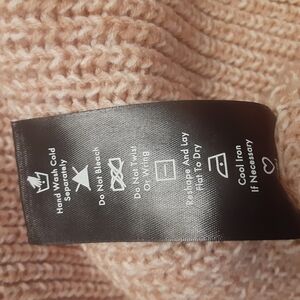 Hand Wash Cold
Separately
Do Not Bleach
Do Not Twist
Or Wring
Reshape And Lay
Flat To Dry
Cool Iron
If Necessary